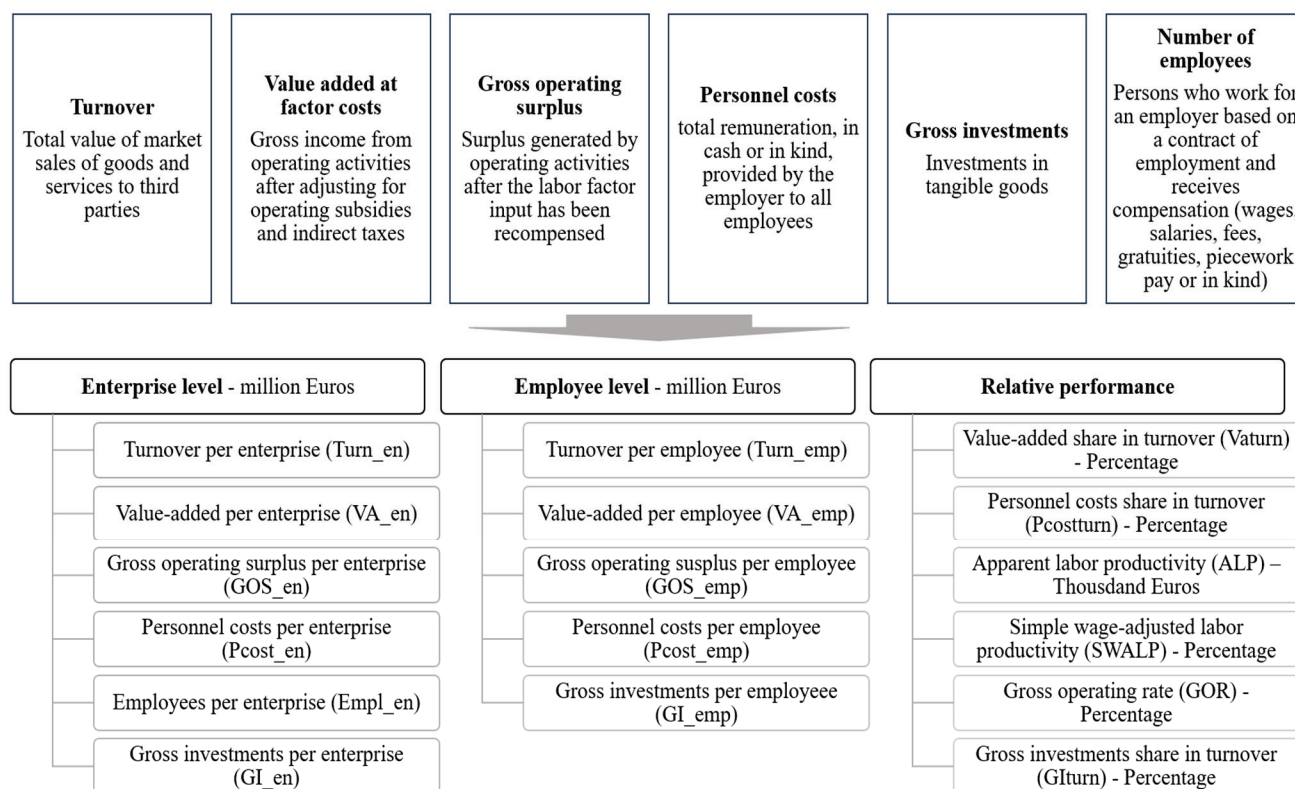 Turnover
Total value of market
sales of goods and
services to third
parties
Value added at
factor costs
Gross income from
operating activities
after adjusting for
operating subsidies
and indirect taxes
Gross operating
surplus
Surplus generated by
operating activities
after the labor factor
input has been
recompensed
Personnel costs
total remuneration, in
cash or in kind,
provided by the
employer to all
employees
Gross investments
Investments in
tangible goods
Number of
employees
Persons who work for
an employer based on
a contract of
employment and
receives
compensation (wages,
salaries, fees,
gratuities, piecework
pay or in kind)
Enterprise level - million Euros
Turnover per enterprise (Turn_en)
Value-added per enterprise (VA_en)
Gross operating surplus per enterprise
(GOS_en)
Personnel costs per enterprise
(Pcost_en)
Employees per enterprise (Empl_en)
Gross investments per enterprise
(GI_en)
Employee level - million Euros
Turnover per employee (Turn_emp)
Value-added per employee (VA_emp)
Gross operating susplus per employee
(GOS_emp)
Personnel costs per employee
(Pcost_emp)
Gross investments per employeee
(GI_emp)
Relative performance
Value-added share in turnover (Vaturn)
- Percentage
Personnel costs share in turnover
(Pcostturn) - Percentage
Apparent labor productivity (ALP) –
Thousdand Euros
Simple wage-adjusted labor
productivity (SWALP) - Percentage
Gross operating rate (GOR) -
Percentage
Gross investments share in turnover
(GIturn) - Percentage